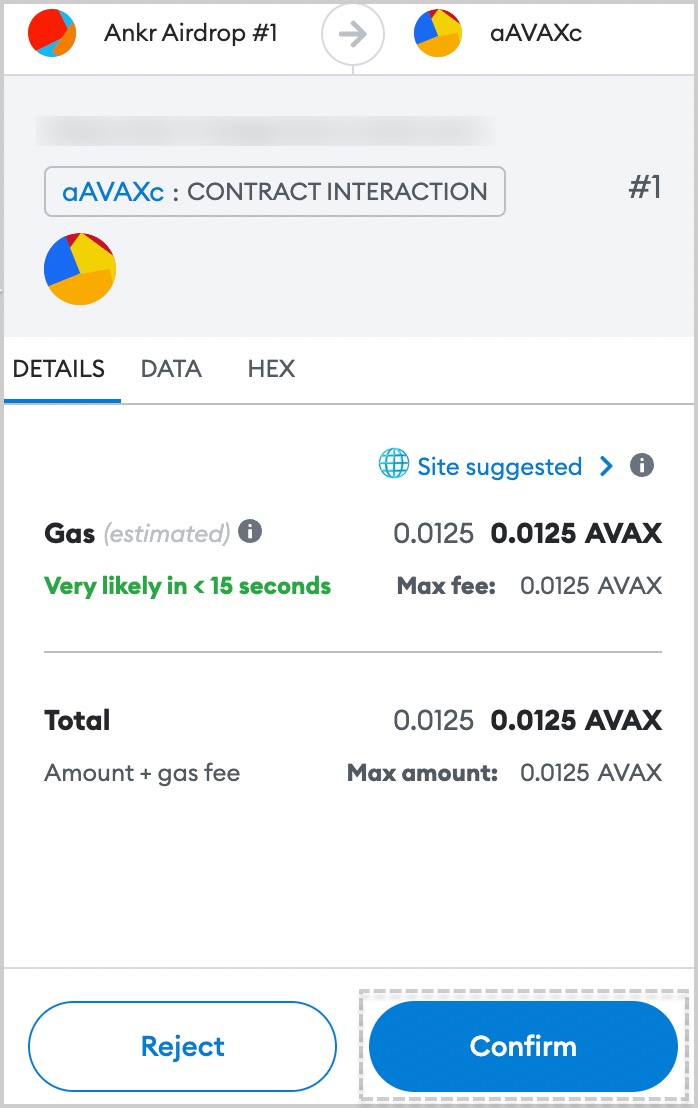 Ankr Airdrop #1 aAVAXc
aAVAXc : CONTRACT INTERACTION #1
DETAILS DATA HEX
Site suggested
Gas (estimated) 0.0125 0.0125 AVAX
Very likely in < 15 seconds Max fee: 0.0125 AVAX
Total 0.0125 0.0125 AVAX
Amount + gas fee Max amount: 0.0125 AVAX
Reject Confirm